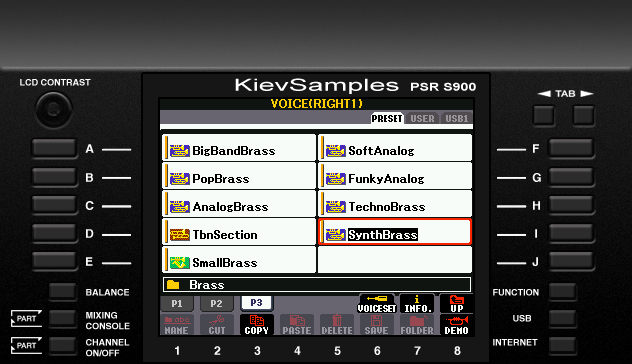 LCD CONTRAST
KievSamples PSR S900
TAB
VOICE(RIGHT1)
PRESET USER USB1
A BigBandBrass SoftAnalog F
B PopBrass FunkyAnalog G
C AnalogBrass TechnoBrass H
D TbnSection SynthBrass I
E SmallBrass J
Brass
BALANCE P1 P2 P3 VOICESET INFO. UP FUNCTION
PART MIXING CONSOLE NAME CUT COPY PASTE DELETE SAVE FOLDER DEMO USB
PART CHANNEL ON/OFF INTERNET
1 2 3 4 5 6 7 8